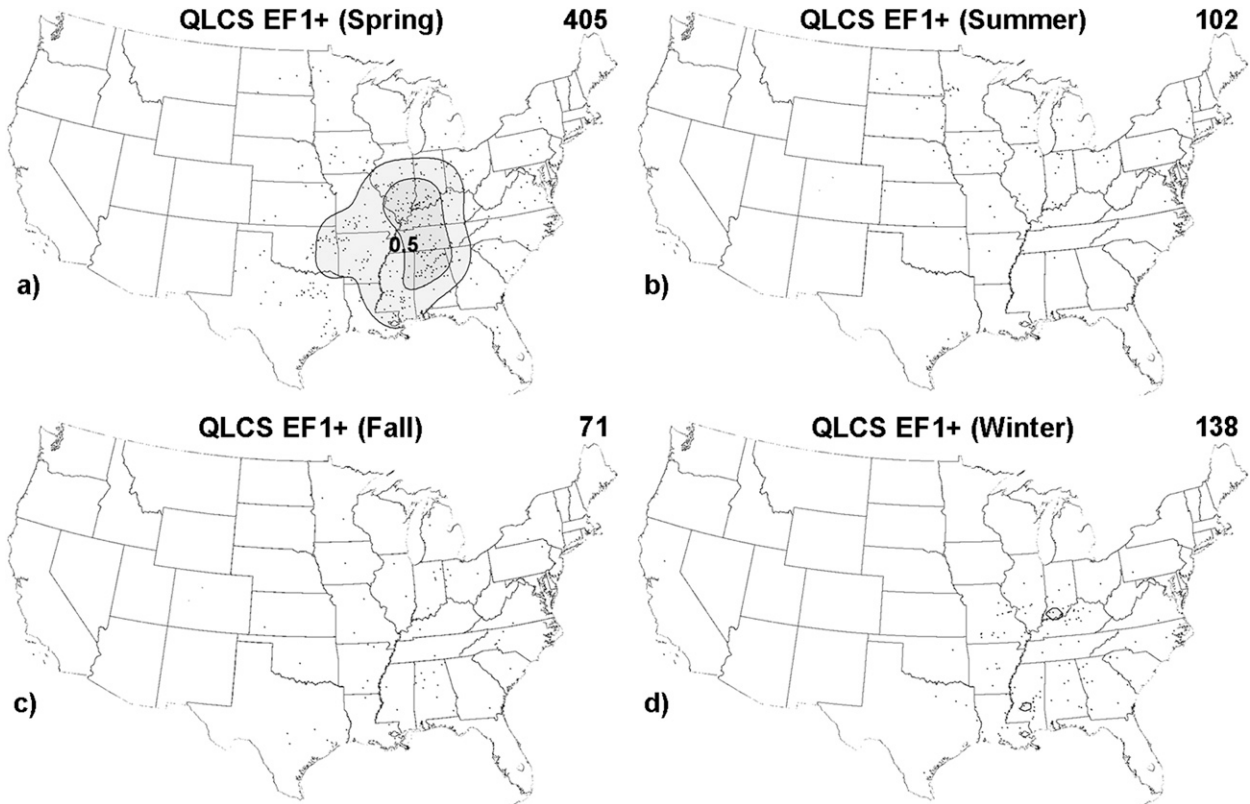 QLCS EF1+ (Spring) 405
QLCS EF1+ (Summer) 102
0.5
a)
b)
QLCS EF1+ (Fall) 71
QLCS EF1+ (Winter) 138
c)
d)